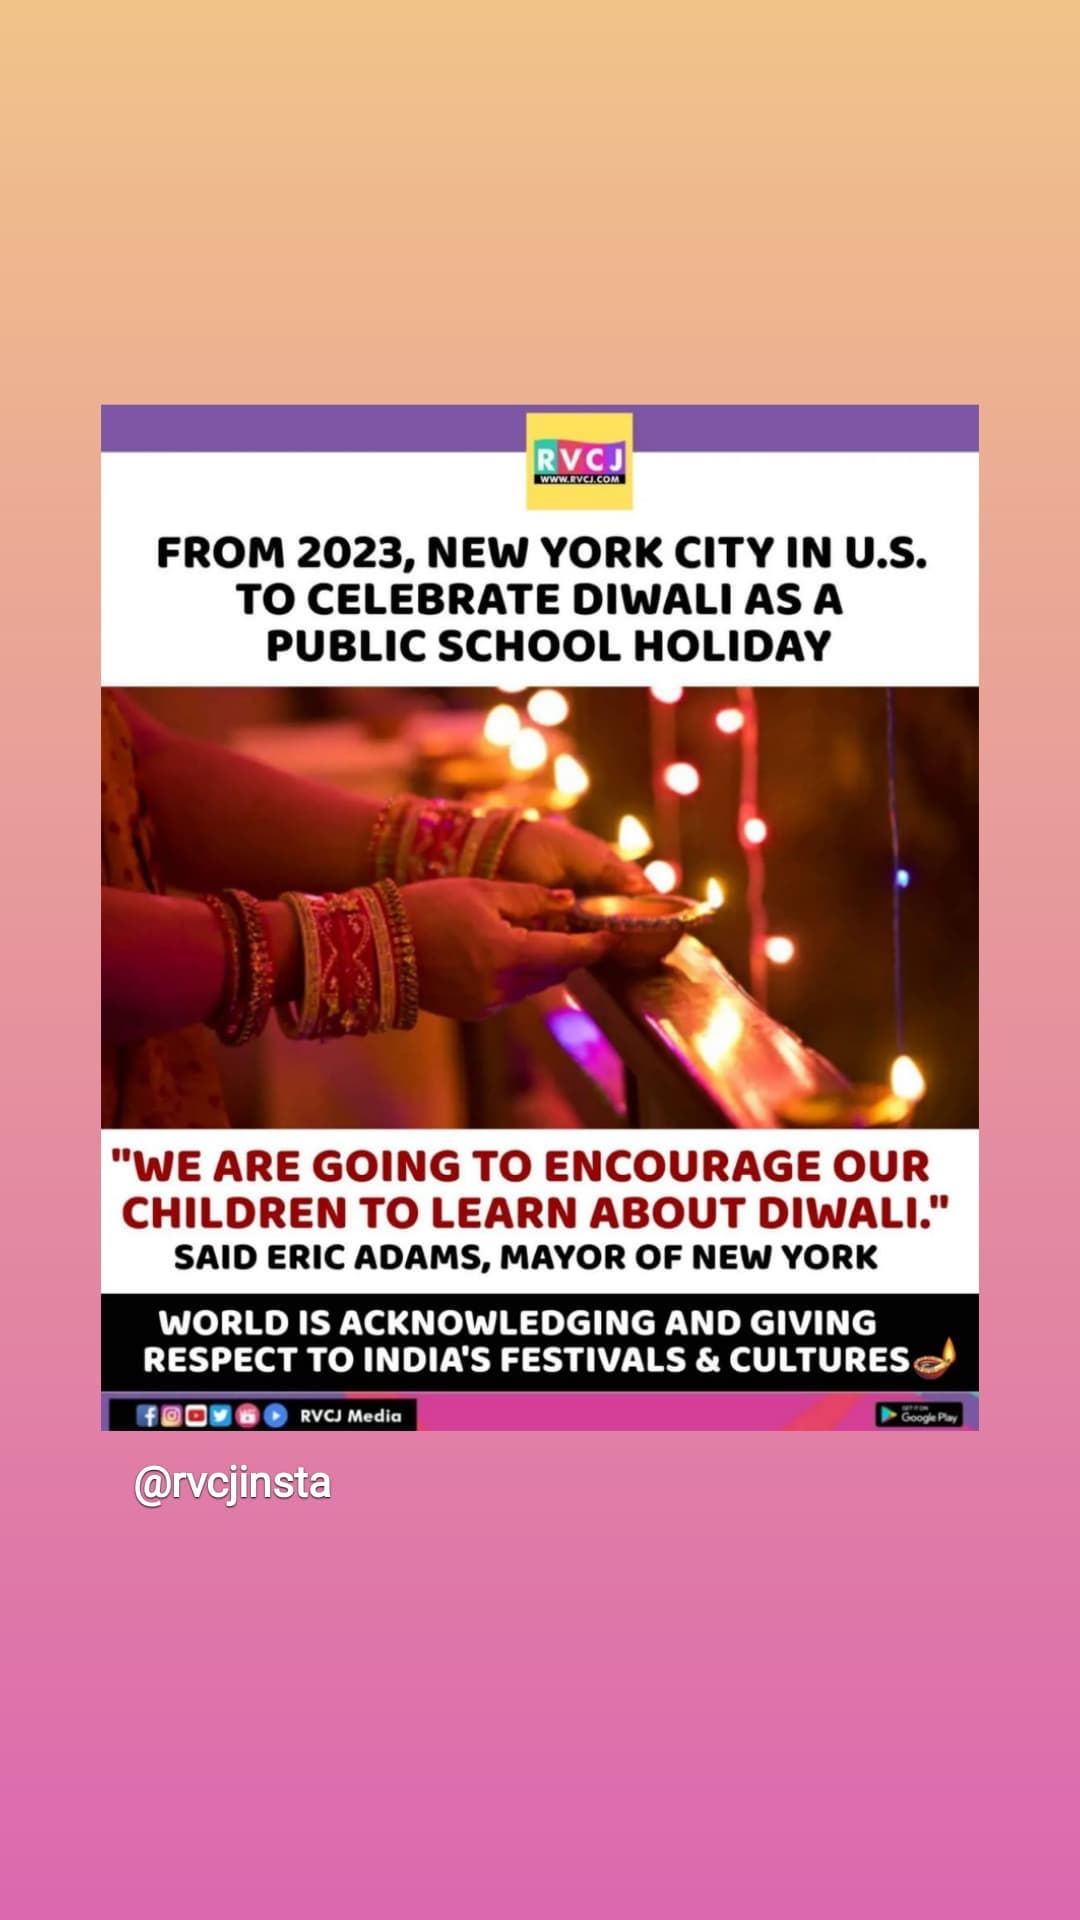 RVCJ
WWW.RVCJ.COM
FROM 2023, NEW YORK CITY IN U.S.
TO CELEBRATE DIWALI AS A
PUBLIC SCHOOL HOLIDAY
"WE ARE GOING TO ENCOURAGE OUR
CHILDREN TO LEARN ABOUT DIWALI."
SAID ERIC ADAMS, MAYOR OF NEW YORK
WORLD IS ACKNOWLEDGING AND GIVING
RESPECT TO INDIA'S FESTIVALS & CULTURES
RVCJ Media
GET IT ON
Google Play
@rvcjinsta